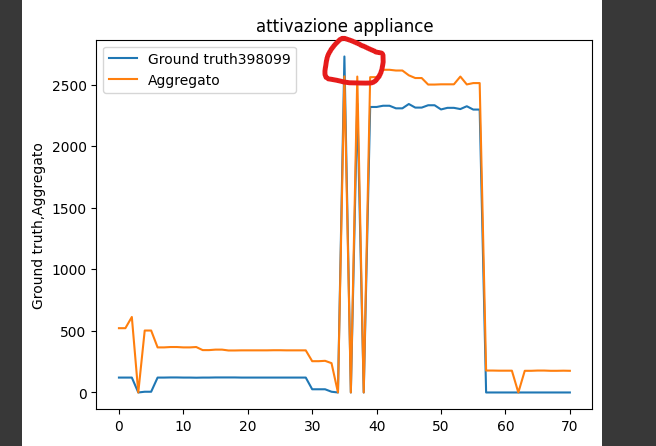 attivazione appliance
Ground truth398099
Aggregato
Ground truth,Aggregato
2500
2000
1500
1000
500
0
0 10 20 30 40 50 60 70